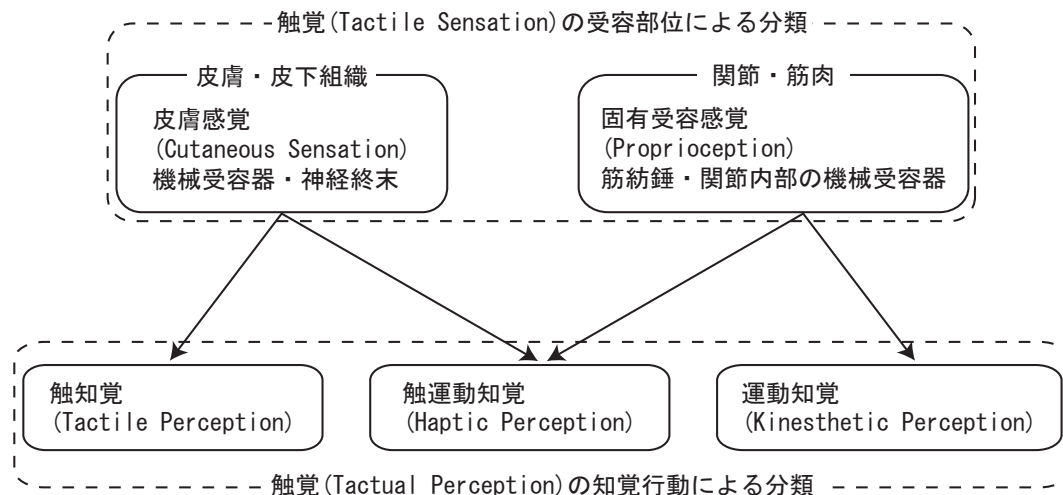 触覚(Tactile Sensation)の受容部位による分類
皮膚・皮下組織
皮膚感覚
(Cutaneous Sensation)
機械受容器・神経終末
関節・筋肉
固有受容感覚
(Proprioception)
筋紡錘・関節内部の機械受容器
触知覚
(Tactile Perception)
触運動知覚
(Haptic Perception)
運動知覚
(Kinesthetic Perception)
触覚(Tactual Perception)の知覚行動による分類